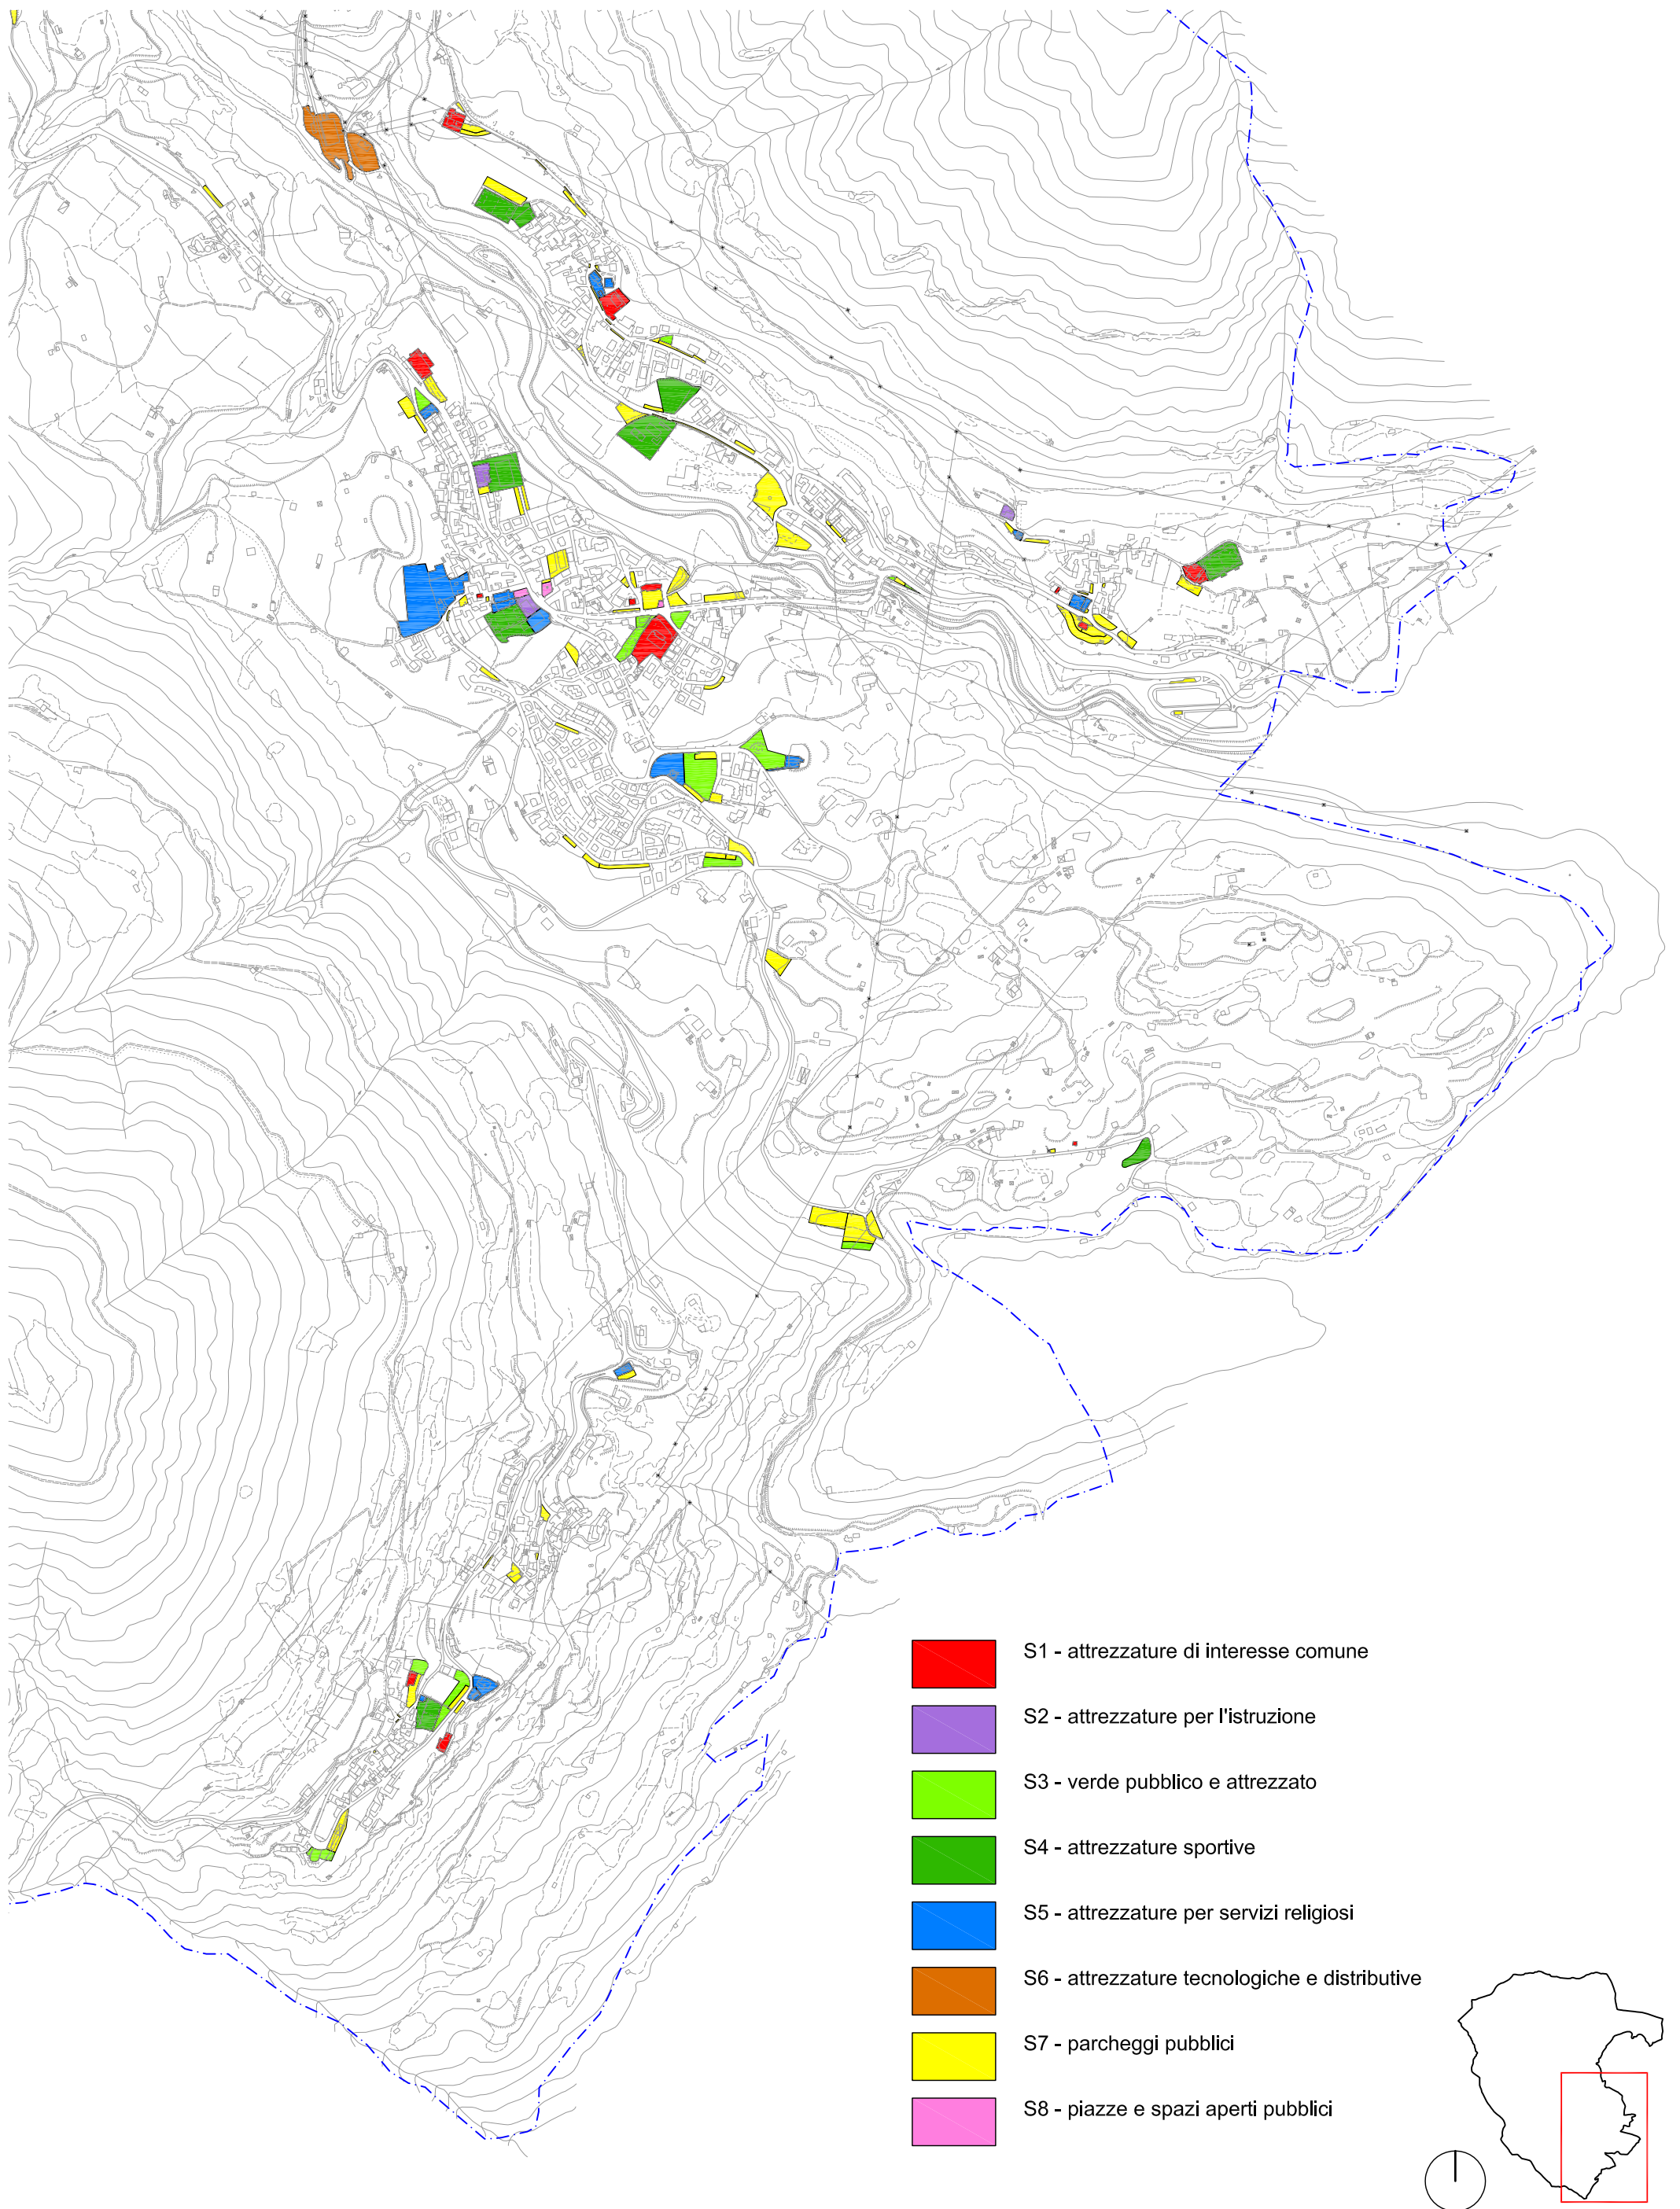 S1 - attrezzature di interesse comune
S2 - attrezzature per l'istruzione
S3 - verde pubblico e attrezzato
S4 - attrezzature sportive
S5 - attrezzature per servizi religiosi
S6 - attrezzature tecnologiche e distributive
S7 - parcheggi pubblici
S8 - piazze e spazi aperti pubblici